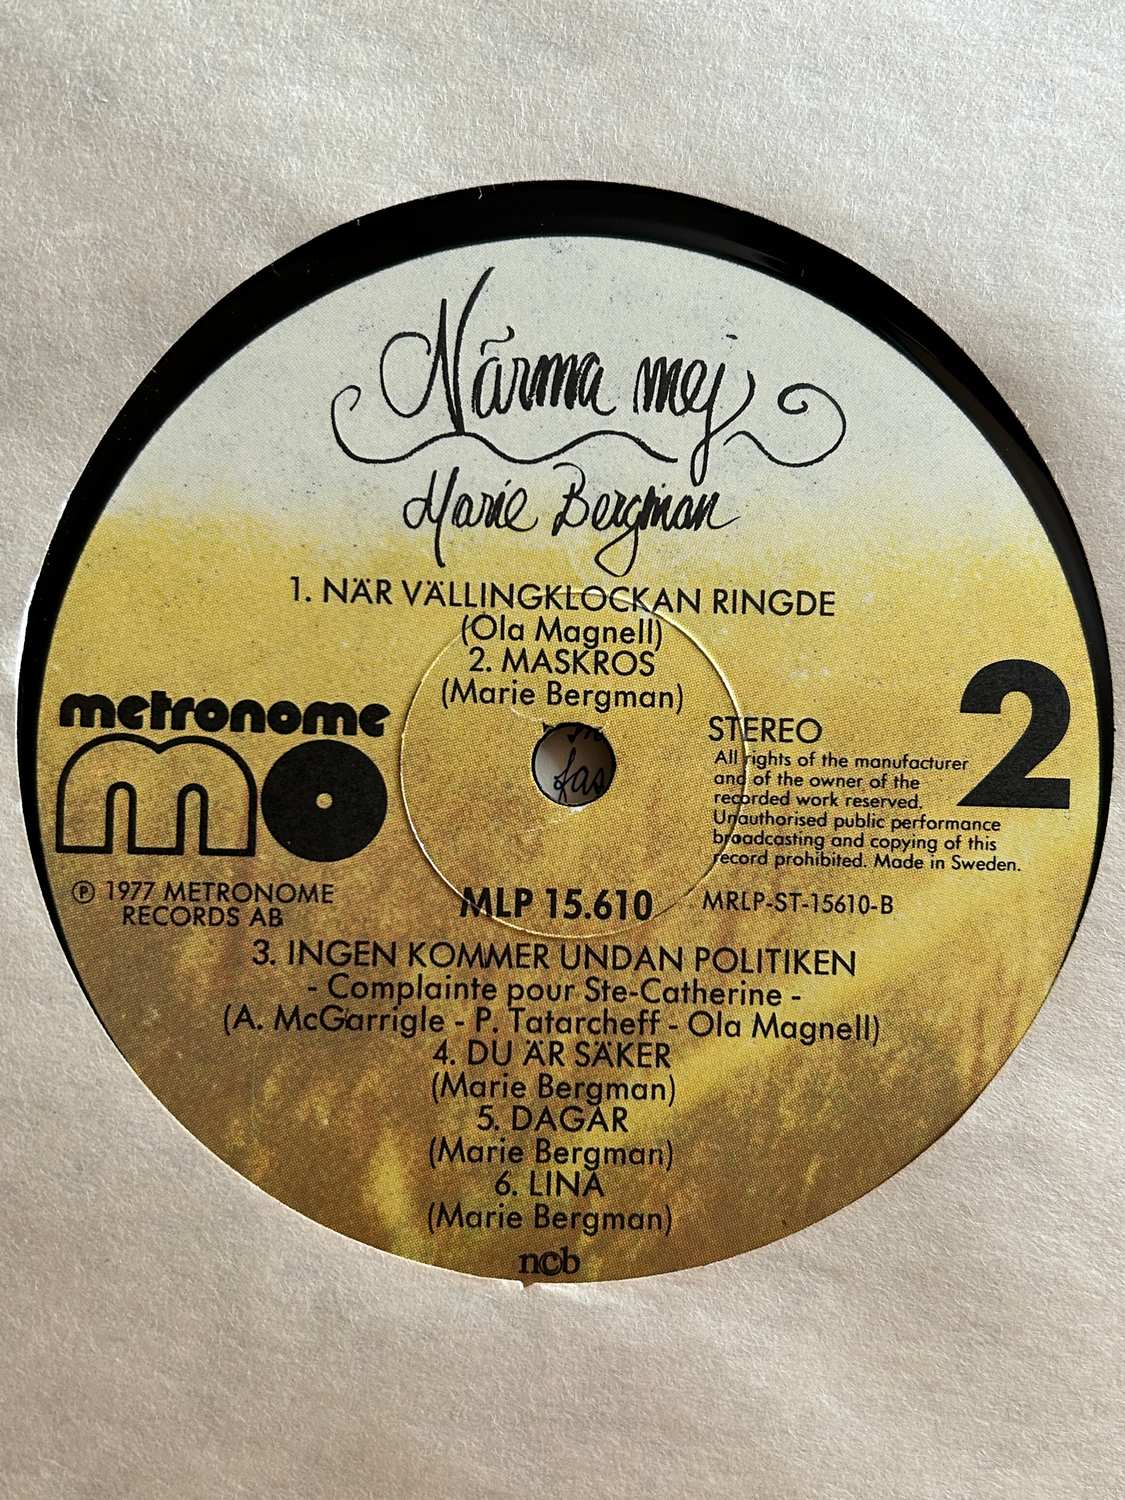 Närma mej
Marie Bergman
1. NÄR VÄLLINGKLOCKAN RINGDE
(Ola Magnell)
2. MASKROS
(Marie Bergman)
metronome
mo
℗ 1977 METRONOME
RECORDS AB
STEREO
All rights of the manufacturer
and of the owner of the
recorded work reserved.
Unauthorised public performance
broadcasting and copying of this
record prohibited. Made in Sweden.
2
MLP 15.610
MRLP-ST-15610-B
3. INGEN KOMMER UNDAN POLITIKEN
- Complainte pour Ste-Catherine -
(A. McGarrigle - P. Tatarcheff - Ola Magnell)
4. DU ÄR SÄKER
(Marie Bergman)
5. DAGAR
(Marie Bergman)
6. LINA
(Marie Bergman)
ncb